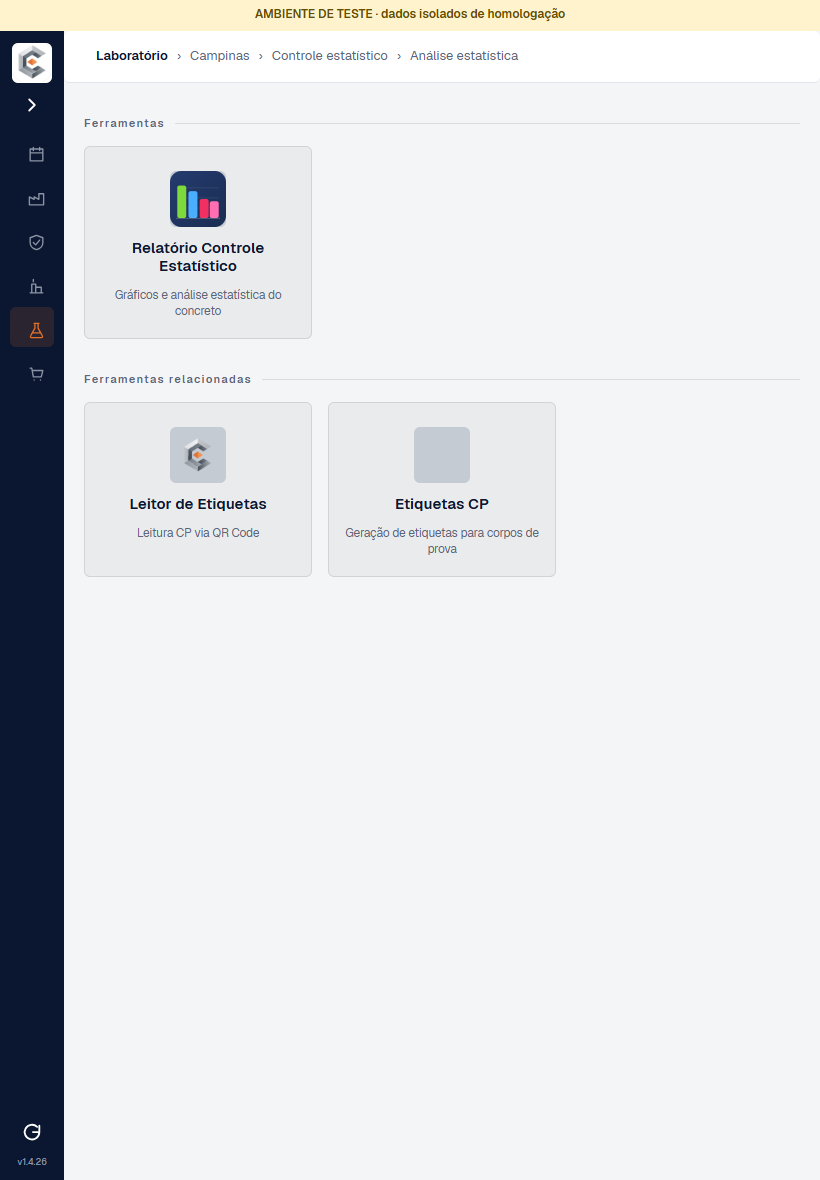 AMBIENTE DE TESTE · dados isolados de homologação
Laboratório › Campinas › Controle estatístico › Análise estatística
Ferramentas
Relatório Controle
Estatístico
Gráficos e análise estatística do
concreto
Ferramentas relacionadas
Leitor de Etiquetas
Leitura CP via QR Code
Etiquetas CP
Geração de etiquetas para corpos de
prova
v1.4.26